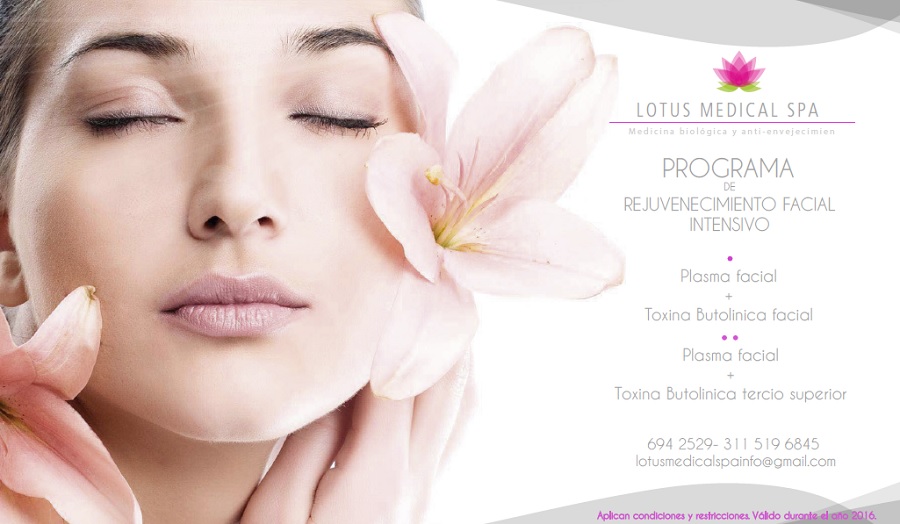 LOTUS MEDICAL SPA
Medicina biológica y anti-envejecimien
PROGRAMA
DE
REJUVENECIMIENTO FACIAL
INTENSIVO
Plasma facial
+
Toxina Butolinica facial
Plasma facial
+
Toxina Butolinica tercio superior
694 2529- 311 519 6845
lotusmedicalspainfo@gmail.com
Aplican condiciones y restricciones. Válido durante el año 2016.